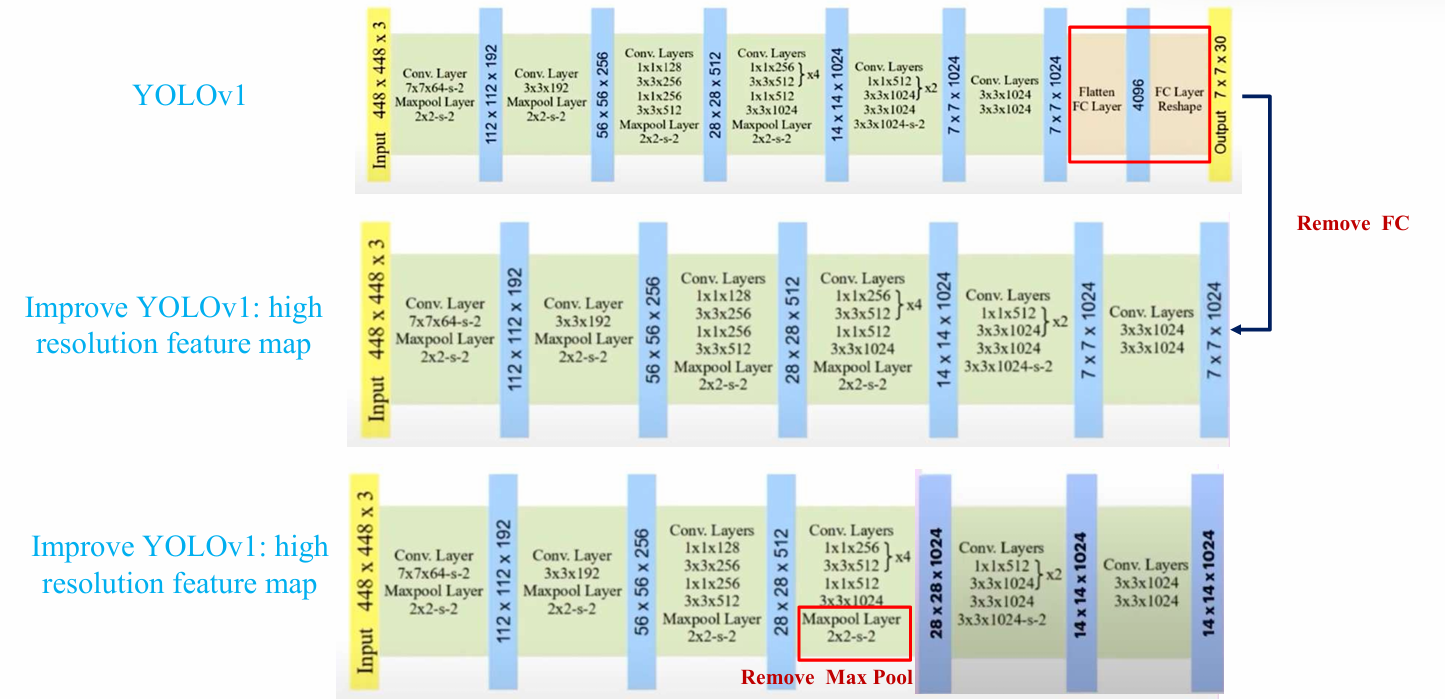 YOLOv1
Input 448 x 448 x 3
Conv. Layer
7x7x64-s-2
Maxpool Layer
2x2-s-2
112 x 112 x 192
Conv. Layer
3x3x192
Maxpool Layer
2x2-s-2
56 x 56 x 256
Conv. Layers
1x1x128
3x3x256
1x1x256
3x3x512
Maxpool Layer
2x2-s-2
28 x 28 x 512
Conv. Layers
1x1x256
3x3x512
x4
1x1x512
3x3x1024
Maxpool Layer
2x2-s-2
14 x 14 x 1024
Conv. Layers
1x1x512
3x3x1024
x2
3x3x1024
3x3x1024-s-2
7 x 7 x 1024
Conv. Layers
3x3x1024
3x3x1024
7 x 7 x 1024
Flatten
FC Layer
4096
FC Layer
Reshape
Output 7 x 7 x 30
Remove FC
Improve YOLOv1: high
resolution feature map
Input 448 x 448 x 3
Conv. Layer
7x7x64-s-2
Maxpool Layer
2x2-s-2
112 x 112 x 192
Conv. Layer
3x3x192
Maxpool Layer
2x2-s-2
56 x 56 x 256
Conv. Layers
1x1x128
3x3x256
1x1x256
3x3x512
Maxpool Layer
2x2-s-2
28 x 28 x 512
Conv. Layers
1x1x256
3x3x512
x4
1x1x512
3x3x1024
Maxpool Layer
2x2-s-2
14 x 14 x 1024
Conv. Layers
1x1x512
3x3x1024
x2
3x3x1024
3x3x1024-s-2
7 x 7 x 1024
Conv. Layers
3x3x1024
3x3x1024
7 x 7 x 1024
Improve YOLOv1: high
resolution feature map
Input 448 x 448 x 3
Conv. Layer
7x7x64-s-2
Maxpool Layer
2x2-s-2
112 x 112 x 192
Conv. Layer
3x3x192
Maxpool Layer
2x2-s-2
56 x 56 x 256
Conv. Layers
1x1x128
3x3x256
1x1x256
3x3x512
Maxpool Layer
2x2-s-2
28 x 28 x 512
Conv. Layers
1x1x256
3x3x512
x4
1x1x512
3x3x1024
Maxpool Layer
2x2-s-2
Remove Max Pool
28 x 28 x 1024
Conv. Layers
1x1x512
3x3x1024
x2
3x3x1024
3x3x1024-s-2
14 x 14 x 1024
Conv. Layers
3x3x1024
3x3x1024
14 x 14 x 1024